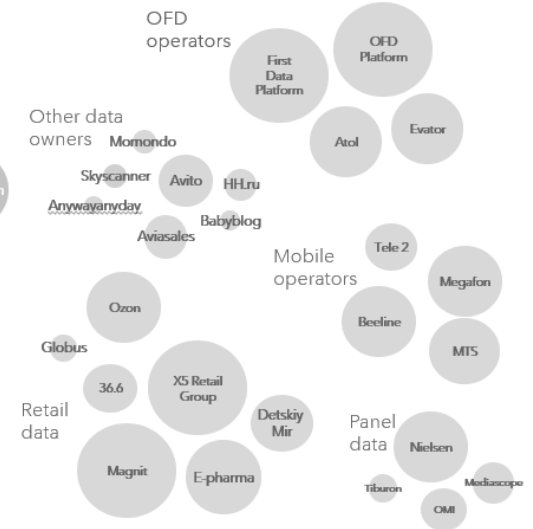 OFD
operators
First
Data
Platform
OFD
Platform
Atol
Evator
Other data
owners
Momondo
Skyscanner
Avito
HH.ru
Anywayanyday
Babyblog
Aviasales
Mobile
operators
Tele 2
Megafon
Beeline
MTS
Ozon
Globus
36.6
X5 Retail
Group
Retail
data
Detskiy
Mir
Magnit
E-pharma
Panel
data
Nielsen
Tiburon
Mediascope
OMI